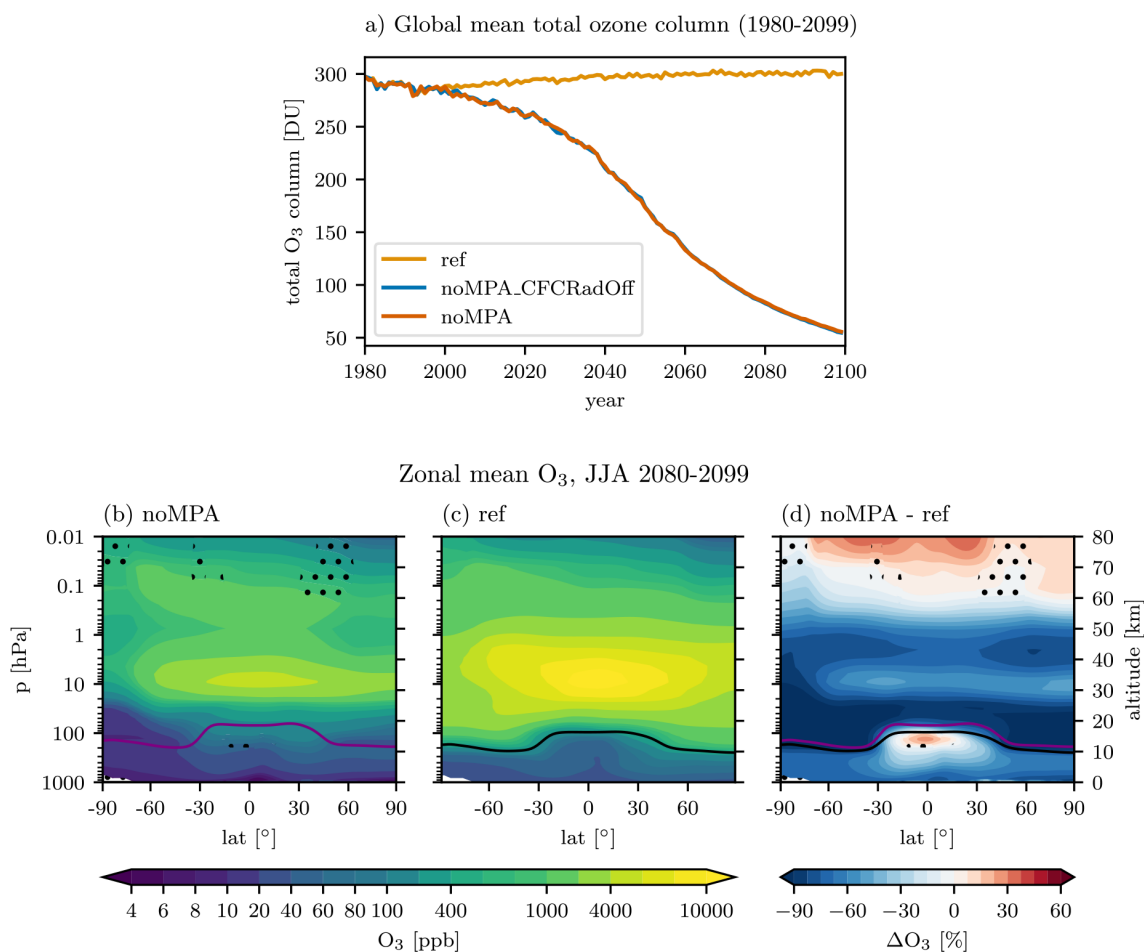 a) Global mean total ozone column (1980-2099)
300
250
200
150
100
50
total O₃ column [DU]
ref
noMPA_CFCRadOff
noMPA
1980 2000 2020 2040 2060 2080 2100
year
Zonal mean O₃, JJA 2080-2099
(b) noMPA
(c) ref
(d) noMPA - ref
0.01
0.1
1
10
100
1000
p [hPa]
80
70
60
50
40
30
20
10
0
altitude [km]
-90 -60 -30 0 30 60 90
-60 -30 0 30 60
-90 -60 -30 0 30 60 90
lat [°]
lat [°]
lat [°]
4 6 8 10 20 40 60 80 100 400 1000 4000 10000
O₃ [ppb]
−90 −60 −30 0 30 60
ΔO₃ [%]